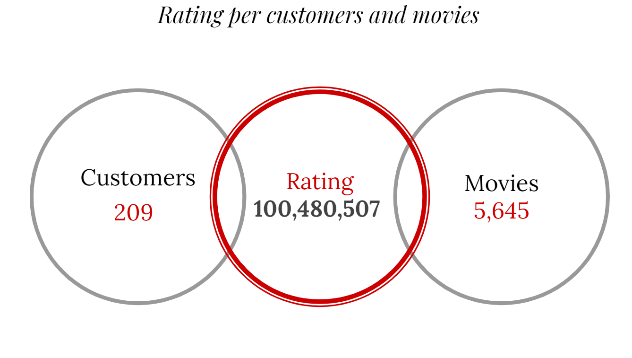 Rating per customers and movies
Customers
209
Rating
100,480,507
Movies
5,645